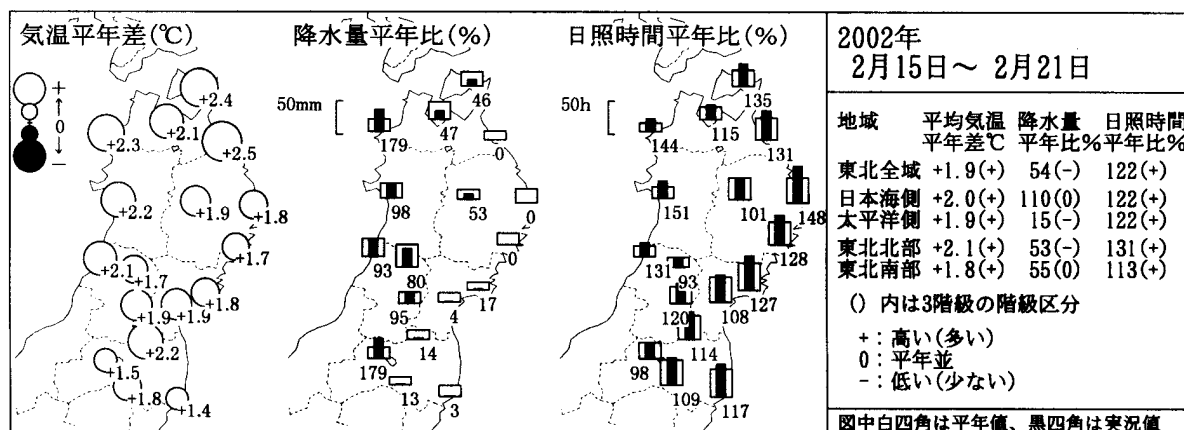 気温平年差(℃)
降水量平年比(%)
日照時間平年比(%)
+
↑
0
↓
−
+2.4
+2.1
+2.3
+2.5
+2.2
+1.9
+1.8
+1.7
+2.1
+1.7
+1.8
+1.9
+1.9
+2.2
+1.5
+1.8
+1.4
50mm
46
47
179
0
98
53
0
0
93
80
17
95
4
14
179
13
3
50h
135
115
144
131
151
101
148
128
131
93
127
120
108
114
98
109
117
2002年
2月15日～ 2月21日
地域 平均気温 降水量 日照時間
平年差℃ 平年比% 平年比%
東北全域 +1.9(+) 54(-) 122(+)
日本海側 +2.0(+) 110(0) 122(+)
太平洋側 +1.9(+) 15(-) 122(+)
東北北部 +2.1(+) 53(-) 131(+)
東北南部 +1.8(+) 55(0) 113(+)
() 内は3階級の階級区分
+：高い(多い)
0：平年並
-：低い(少ない)
図中白四角は平年値、黒四角は実況値